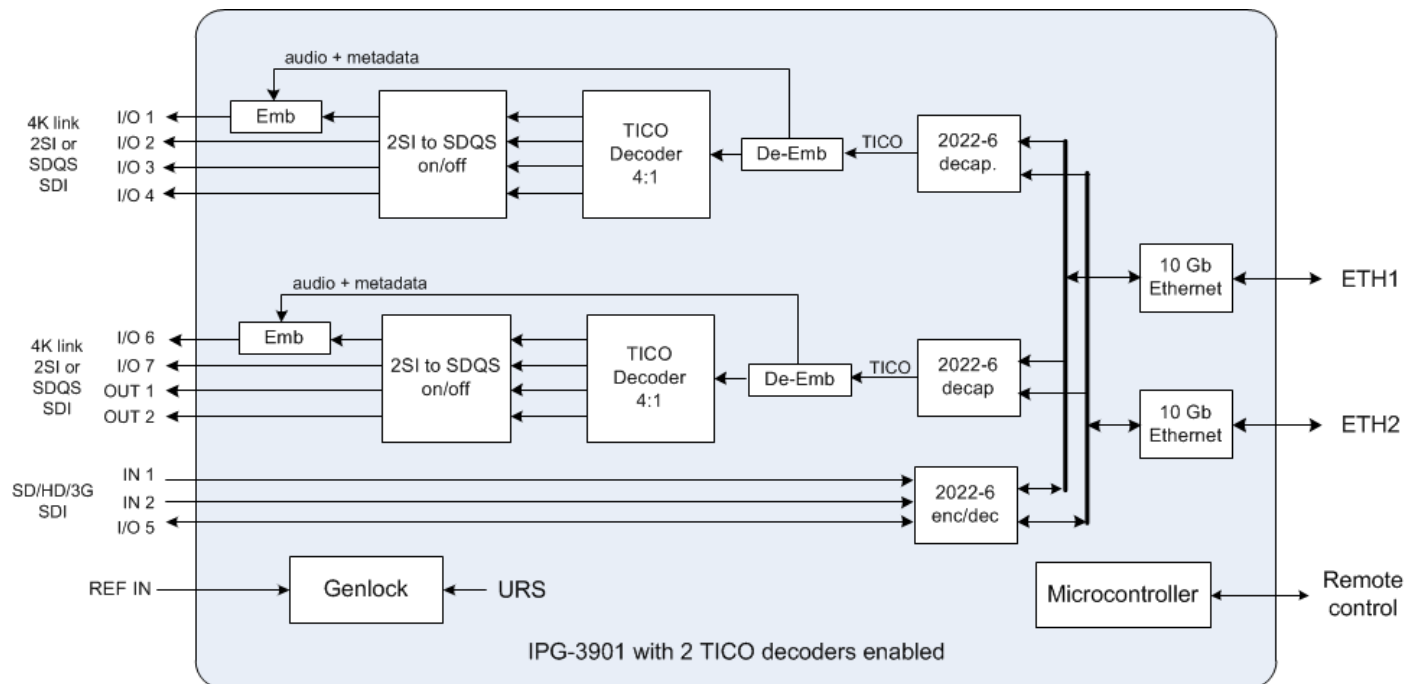 audio + metadata
4K link
2SI or
SDQS
SDI
I/O 1
I/O 2
I/O 3
I/O 4
Emb
2SI to SDQS
on/off
TICO
Decoder
4:1
De-Emb
TICO
2022-6
decap.
10 Gb
Ethernet
ETH1
audio + metadata
4K link
2SI or
SDQS
SDI
I/O 6
I/O 7
OUT 1
OUT 2
Emb
2SI to SDQS
on/off
TICO
Decoder
4:1
De-Emb
TICO
2022-6
decap
10 Gb
Ethernet
ETH2
SD/HD/3G
SDI
IN 1
IN 2
I/O 5
2022-6
enc/dec
REF IN
Genlock
URS
Microcontroller
Remote
control
IPG-3901 with 2 TICO decoders enabled